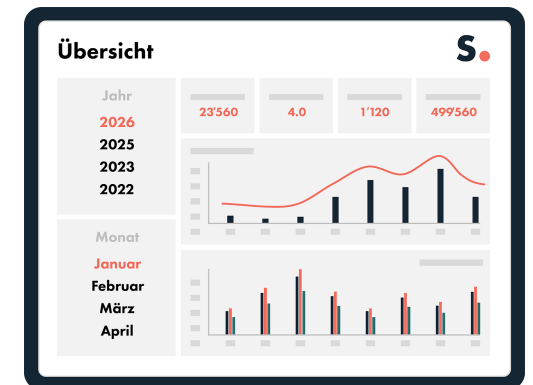 Übersicht
S.
Jahr
2026
2025
2023
2022
Monat
Januar
Februar
März
April
23'560
4.0
1'120
499'560